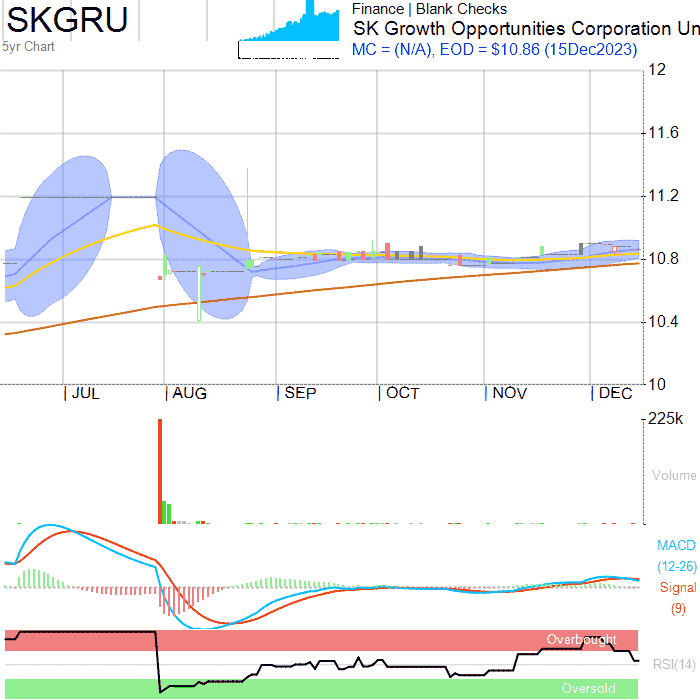 SKGRU
5yr Chart
Finance | Blank Checks
SK Growth Opportunities Corporation Un
MC = (N/A), EOD = $10.86 (15Dec2023)
12
11.6
11.2
10.8
10.4
10
JUL AUG SEP OCT NOV DEC
225k
Volume
MACD
(12-26)
Signal
(9)
Overbought
RSI(14)
Oversold